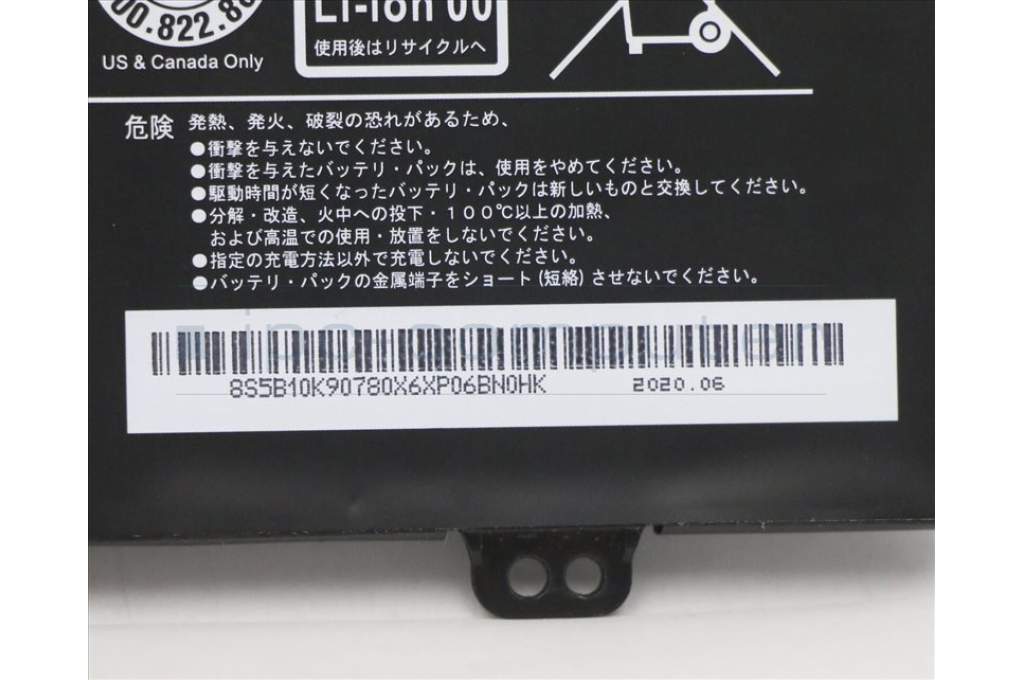 00.822.88
US & Canada Only
Li-ion 00
使用後はリサイクルへ
危険 発熱、発火、破裂の恐れがあるため、
●衝撃を与えないでください。
●衝撃を与えたバッテリ・パックは、使用をやめてください。
●駆動時間が短くなったバッテリ・パックは新しいものと交換してください。
●分解・改造、火中への投下・100℃以上の加熱、
および高温での使用・放置をしないでください。
●指定の充電方法以外で充電しないでください。
●バッテリ・パックの金属端子をショート (短絡) させないでください。
ipc-computer
8S5B10K90780X6XP06BN0HK
2020.06